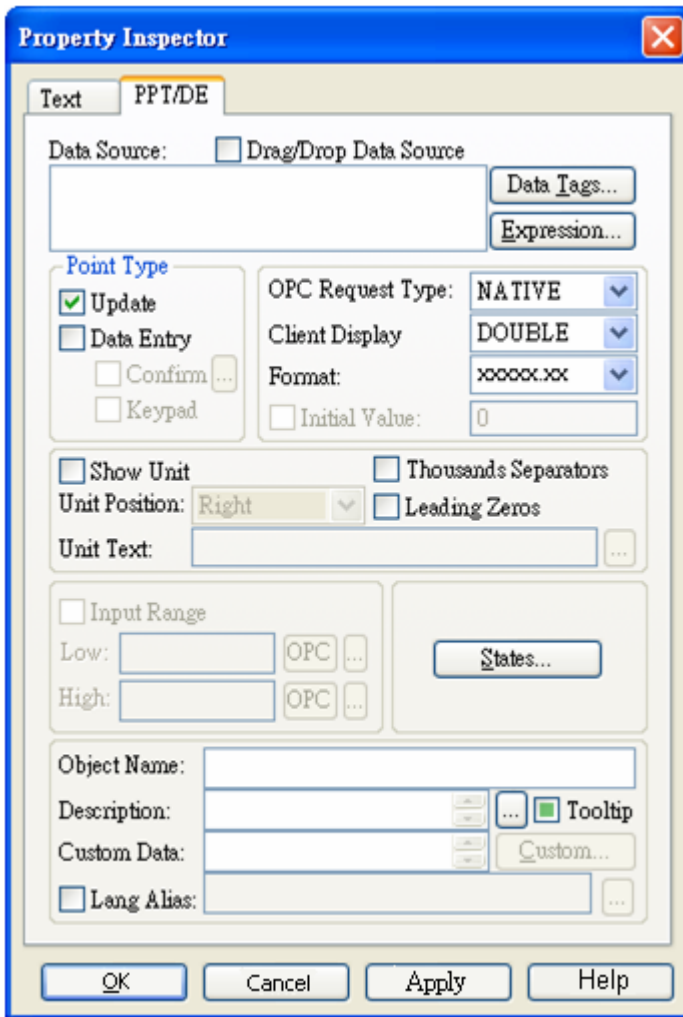 Property Inspector
Text PPT/DE
Data Source: Drag/Drop Data Source
Data Tags...
Expression...
Point Type
Update
Data Entry
Confirm ...
Keypad
OPC Request Type: NATIVE
Client Display DOUBLE
Format: xxxxx.xx
Initial Value: 0
Show Unit Thousands Separators
Unit Position: Right Leading Zeros
Unit Text: ...
Input Range
Low: OPC ...
High: OPC ...
States...
Object Name:
Description: ... Tooltip
Custom Data: Custom...
Lang Alias: ...
OK Cancel Apply Help